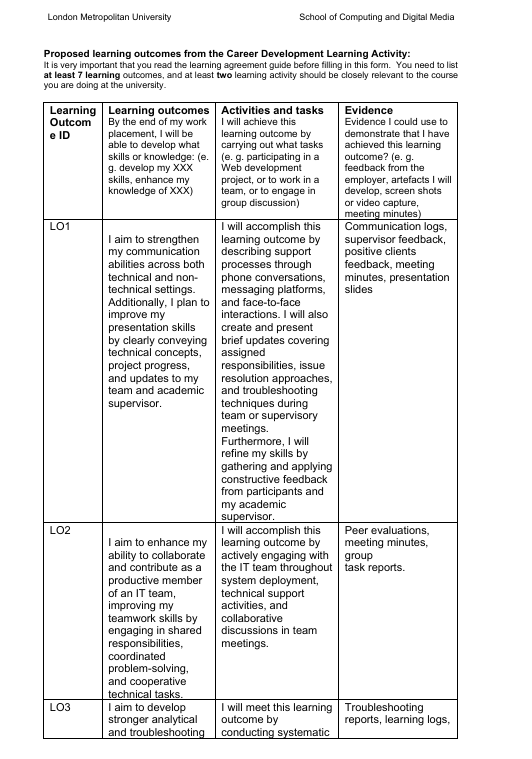 London Metropolitan University School of Computing and Digital Media
Proposed learning outcomes from the Career Development Learning Activity:
It is very important that you read the learning agreement guide before filling in this form. You need to list
at least 7 learning outcomes, and at least two learning activity should be closely relevant to the course
you are doing at the university.
Learning
Outcom
e ID
Learning outcomes
By the end of my work
placement, I will be
able to develop what
skills or knowledge: (e.
g. develop my XXX
skills, enhance my
knowledge of XXX)
Activities and tasks
I will achieve this
learning outcome by
carrying out what tasks
(e. g. participating in a
Web development
project, or to work in a
team, or to engage in
group discussion)
Evidence
Evidence I could use to
demonstrate that I have
achieved this learning
outcome? (e. g.
feedback from the
employer, artefacts I will
develop, screen shots
or video capture,
meeting minutes)
LO1
I aim to strengthen
my communication
abilities across both
technical and non-
technical settings.
Additionally, I plan to
improve my
presentation skills
by clearly conveying
technical concepts,
project progress,
and updates to my
team and academic
supervisor.
I will accomplish this
learning outcome by
describing support
processes through
phone conversations,
messaging platforms,
and face-to-face
interactions. I will also
create and present
brief updates covering
assigned
responsibilities, issue
resolution approaches,
and troubleshooting
techniques during
team or supervisory
meetings.
Furthermore, I will
refine my skills by
gathering and applying
constructive feedback
from participants and
my academic
supervisor.
Communication logs,
supervisor feedback,
positive clients
feedback, meeting
minutes, presentation
slides
LO2
I aim to enhance my
ability to collaborate
and contribute as a
productive member
of an IT team,
improving my
teamwork skills by
engaging in shared
responsibilities,
coordinated
problem-solving,
and cooperative
technical tasks.
I will accomplish this
learning outcome by
actively engaging with
the IT team throughout
system deployment,
technical support
activities, and
collaborative
discussions in team
meetings.
Peer evaluations,
meeting minutes,
group
task reports.
LO3
I aim to develop
stronger analytical
and troubleshooting
I will meet this learning
outcome by
conducting systematic
Troubleshooting
reports, learning logs,